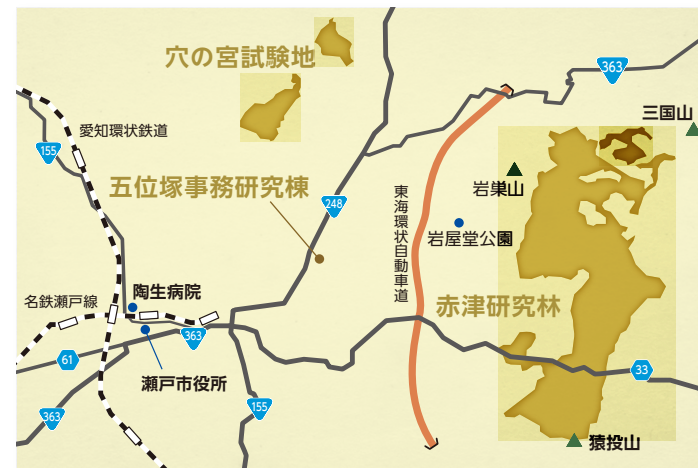 穴の宮試験地
363
三国山
愛知環状鉄道
155
五位塚事務研究棟
248
東海環状自動車道
岩巣山
岩屋堂公園
名鉄瀬戸線
陶生病院
赤津研究林
363
61
瀬戸市役所
33
363
155
猿投山